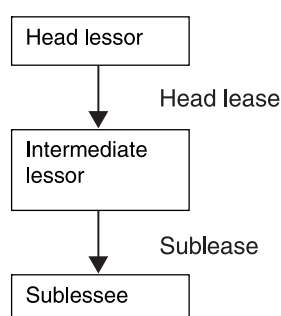 Head lessor
Head lease
Intermediate
lessor
Sublease
Sublessee